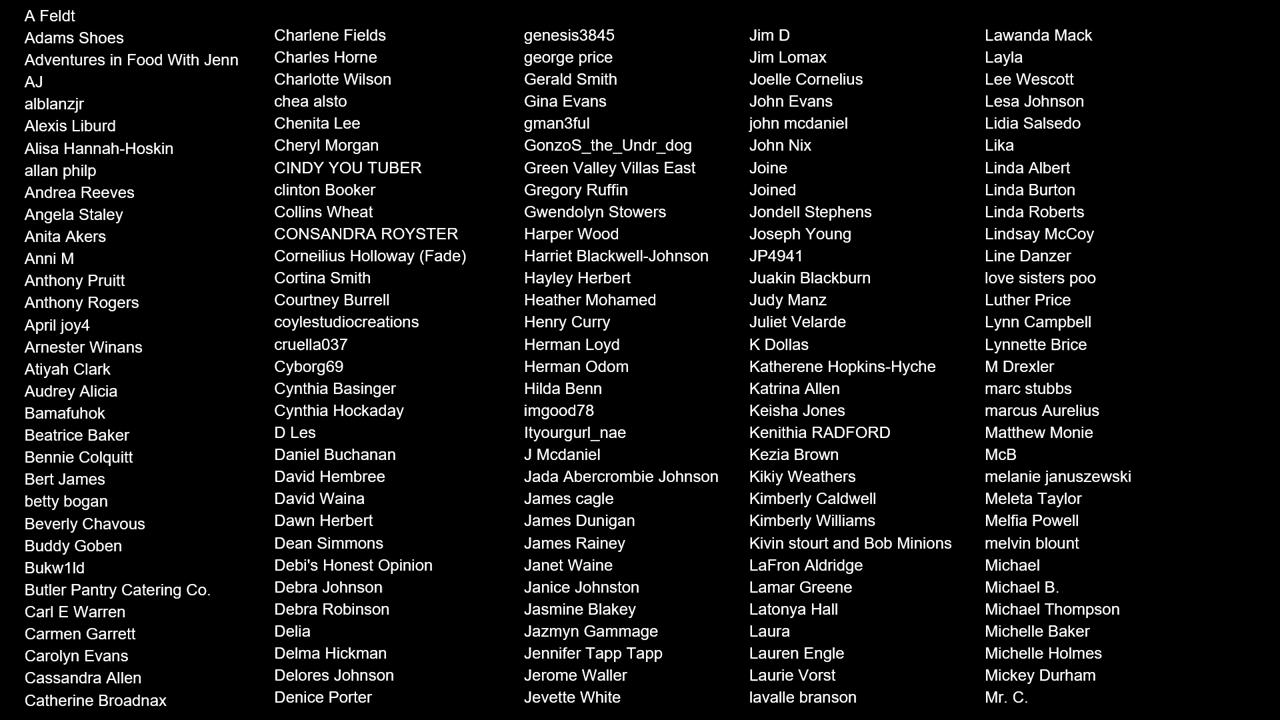 A Feldt
Adams Shoes
Adventures in Food With Jenn
AJ
alblanzjr
Alexis Liburd
Alisa Hannah-Hoskin
allan philp
Andrea Reeves
Angela Staley
Anita Akers
Anni M
Anthony Pruitt
Anthony Rogers
April joy4
Arnester Winans
Atiyah Clark
Audrey Alicia
Bamafuhok
Beatrice Baker
Bennie Colquitt
Bert James
betty bogan
Beverly Chavous
Buddy Goben
Bukw1ld
Butler Pantry Catering Co.
Carl E Warren
Carmen Garrett
Carolyn Evans
Cassandra Allen
Catherine Broadnax
Charlene Fields
Charles Horne
Charlotte Wilson
chea alsto
Chenita Lee
Cheryl Morgan
CINDY YOU TUBER
clinton Booker
Collins Wheat
CONSANDRA ROYSTER
Corneilius Holloway (Fade)
Cortina Smith
Courtney Burrell
coylestudiocreations
cruella037
Cyborg69
Cynthia Basinger
Cynthia Hockaday
D Les
Daniel Buchanan
David Hembree
David Waina
Dawn Herbert
Dean Simmons
Debi's Honest Opinion
Debra Johnson
Debra Robinson
Delia
Delma Hickman
Delores Johnson
Denice Porter
genesis3845
george price
Gerald Smith
Gina Evans
gman3ful
GonzoS_the_Undr_dog
Green Valley Villas East
Gregory Ruffin
Gwendolyn Stowers
Harper Wood
Harriet Blackwell-Johnson
Hayley Herbert
Heather Mohamed
Henry Curry
Herman Loyd
Herman Odom
Hilda Benn
imgood78
Ityourgurl_nae
J Mcdaniel
Jada Abercrombie Johnson
James cagle
James Dunigan
James Rainey
Janet Waine
Janice Johnston
Jasmine Blakey
Jazmyn Gammage
Jennifer Tapp Tapp
Jerome Waller
Jevette White
Jim D
Jim Lomax
Joelle Cornelius
John Evans
john mcdaniel
John Nix
Joine
Joined
Jondell Stephens
Joseph Young
JP4941
Juakin Blackburn
Judy Manz
Juliet Velarde
K Dollas
Katherene Hopkins-Hyche
Katrina Allen
Keisha Jones
Kenithia RADFORD
Kezia Brown
Kikiy Weathers
Kimberly Caldwell
Kimberly Williams
Kivin stourt and Bob Minions
LaFron Aldridge
Lamar Greene
Latonya Hall
Laura
Lauren Engle
Laurie Vorst
lavalle branson
Lawanda Mack
Layla
Lee Wescott
Lesa Johnson
Lidia Salsedo
Lika
Linda Albert
Linda Burton
Linda Roberts
Lindsay McCoy
Line Danzer
love sisters poo
Luther Price
Lynn Campbell
Lynnette Brice
M Drexler
marc stubbs
marcus Aurelius
Matthew Monie
McB
melanie januszewski
Meleta Taylor
Melfia Powell
melvin blount
Michael
Michael B.
Michael Thompson
Michelle Baker
Michelle Holmes
Mickey Durham
Mr. C.